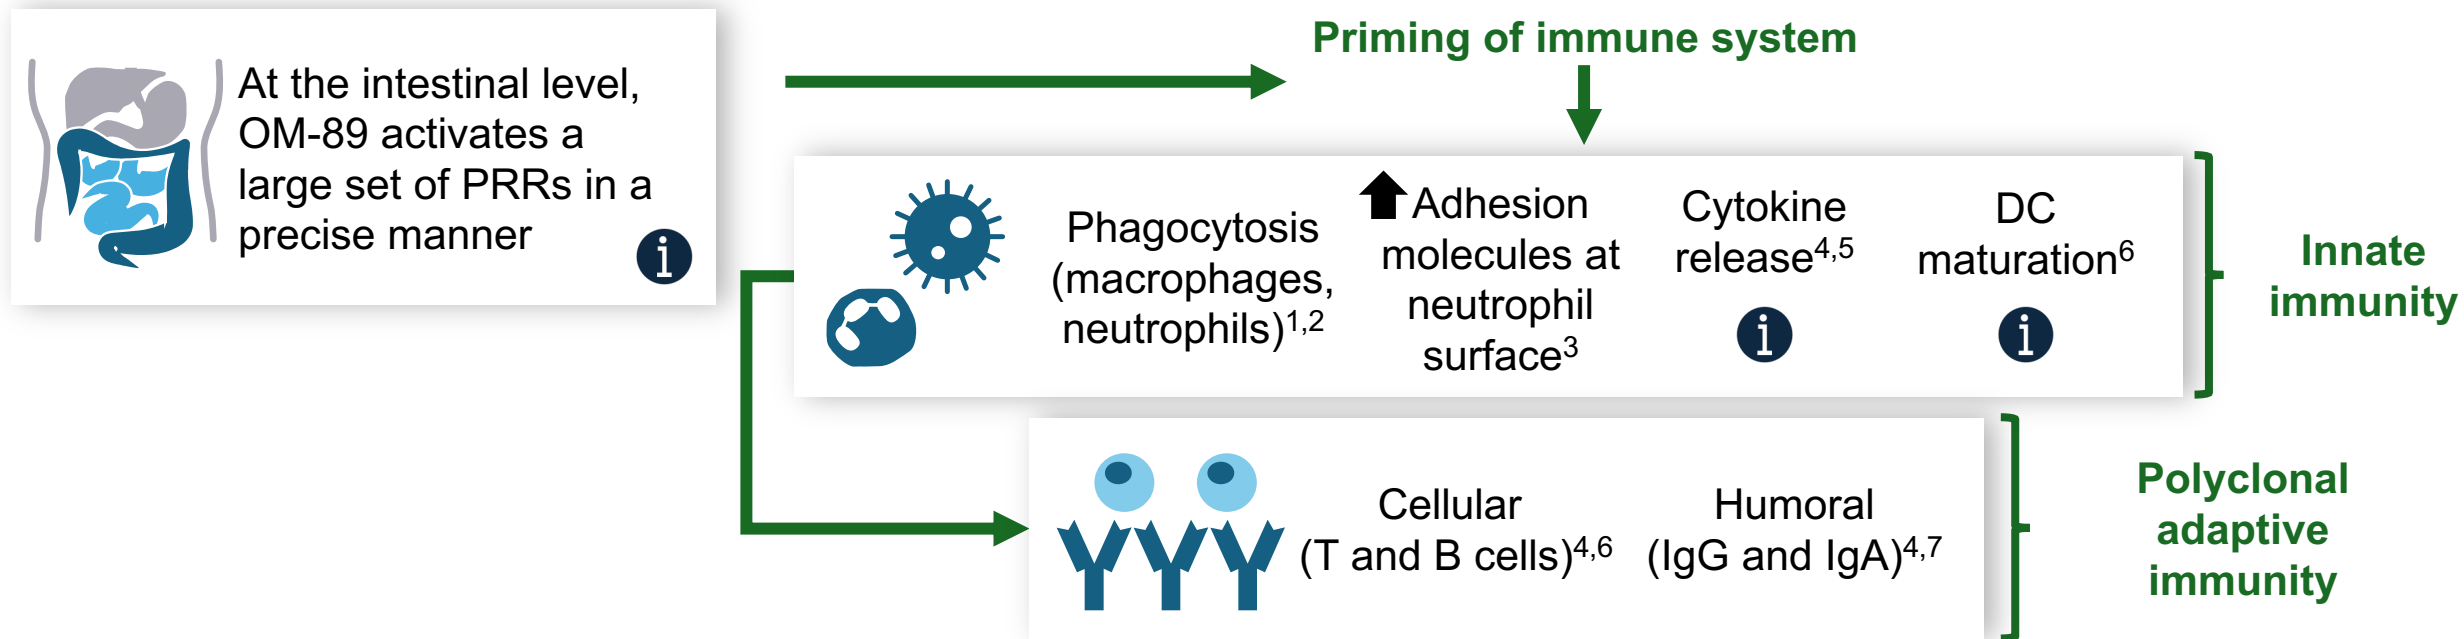 At the intestinal level,
OM-89 activates a
large set of PRRs in a
precise manner
i
Priming of immune system
Phagocytosis
(macrophages,
neutrophils)1,2
Adhesion
molecules at
neutrophil
surface3
Cytokine
release4,5
i
DC
maturation6
i
Innate
immunity
Cellular
(T and B cells)4,6
Humoral
(IgG and IgA)4,7
Polyclonal
adaptive
immunity